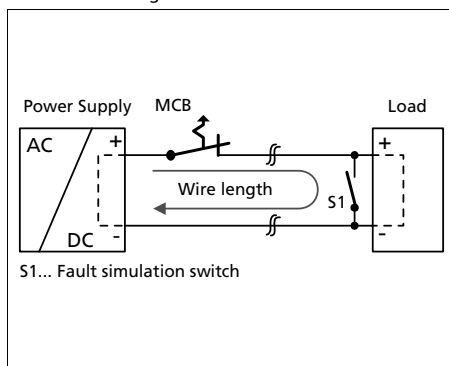 Power Supply MCB Load
AC + +
Wire length
S1
DC - -
S1... Fault simulation switch